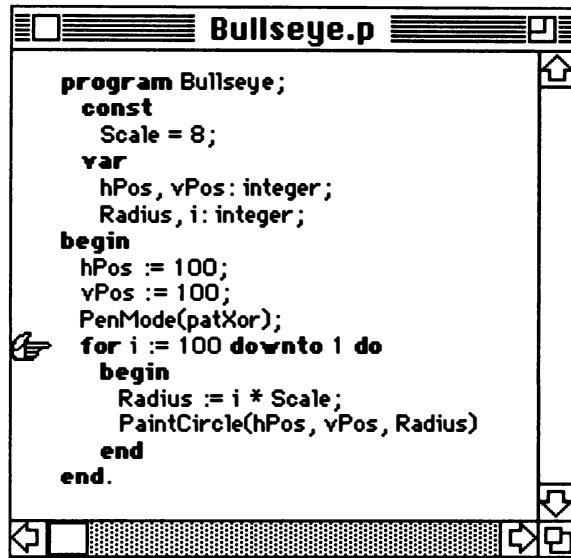 Bullseye.p
program Bullseye;
const
Scale = 8;
var
hPos, vPos: integer;
Radius, i: integer;
begin
hPos := 100;
vPos := 100;
PenMode(patXor);
for i := 100 downto 1 do
begin
Radius := i * Scale;
PaintCircle(hPos, vPos, Radius)
end
end.